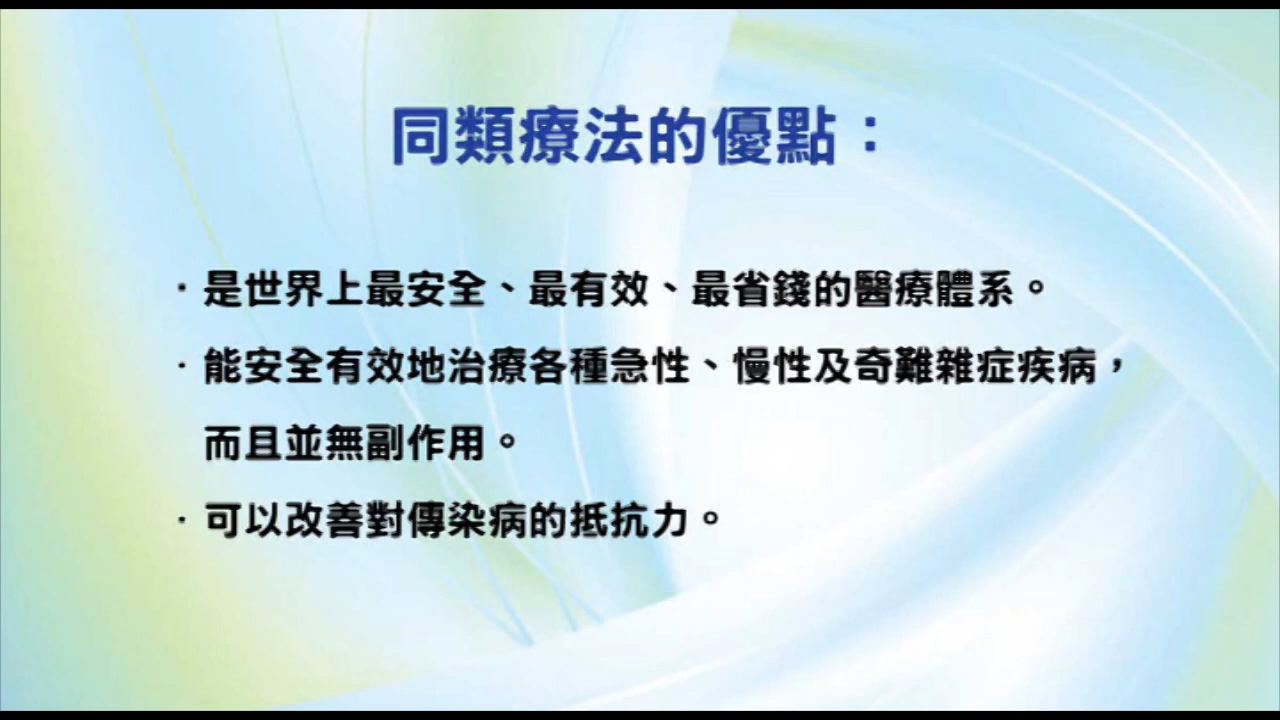 同類療法的優點：
·是世界上最安全、最有效、最省錢的醫療體系。
·能安全有效地治療各種急性、慢性及奇難雜症疾病，
而且並無副作用。
·可以改善對傳染病的抵抗力。